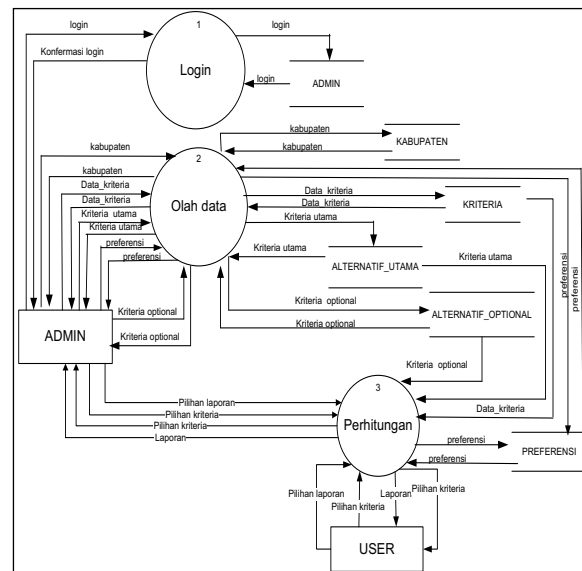 1
login
login
Konfermasi login
Login
login
ADMIN
kabupaten
kabupaten
KABUPATEN
kabupaten
2
kabupaten
Data_kriteria
Data_kriteria
Data_kriteria
Data_kriteria
KRITERIA
Olah data
Kriteria utama
Kriteria utama
Kriteria utama
preferensi
preferensi
Kriteria utama
ALTERNATIF_UTAMA
Kriteria utama
preferensi
preferensi
Kriteria optional
Kriteria optional
Kriteria optional
ALTERNATIF_OPTIONAL
ADMIN
Kriteria optional
Kriteria optional
3
Pilihan laporan
Pilihan kriteria
Pilihan kriteria
Laporan
Perhitungan
Data_kriteria
preferensi
preferensi
PREFERENSI
Pilihan laporan
Pilihan kriteria
Laporan
Pilihan kriteria
USER